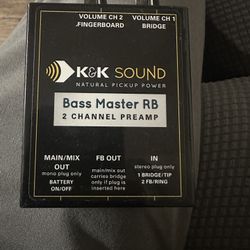 VOLUME CH 2
.FINGERBOARD
VOLUME CH 1
BRIDGE
K&K SOUND
NATURAL PICKUP POWER
Bass Master RB
2 CHANNEL PREAMP
MAIN/MIX
OUT
mono plug only
BATTERY
ON/OFF
FB OUT
main/mix out
carries bridge
only if plug is
inserted here
IN
stereo plug only
1 BRIDGE/TIP
2 FB/RING